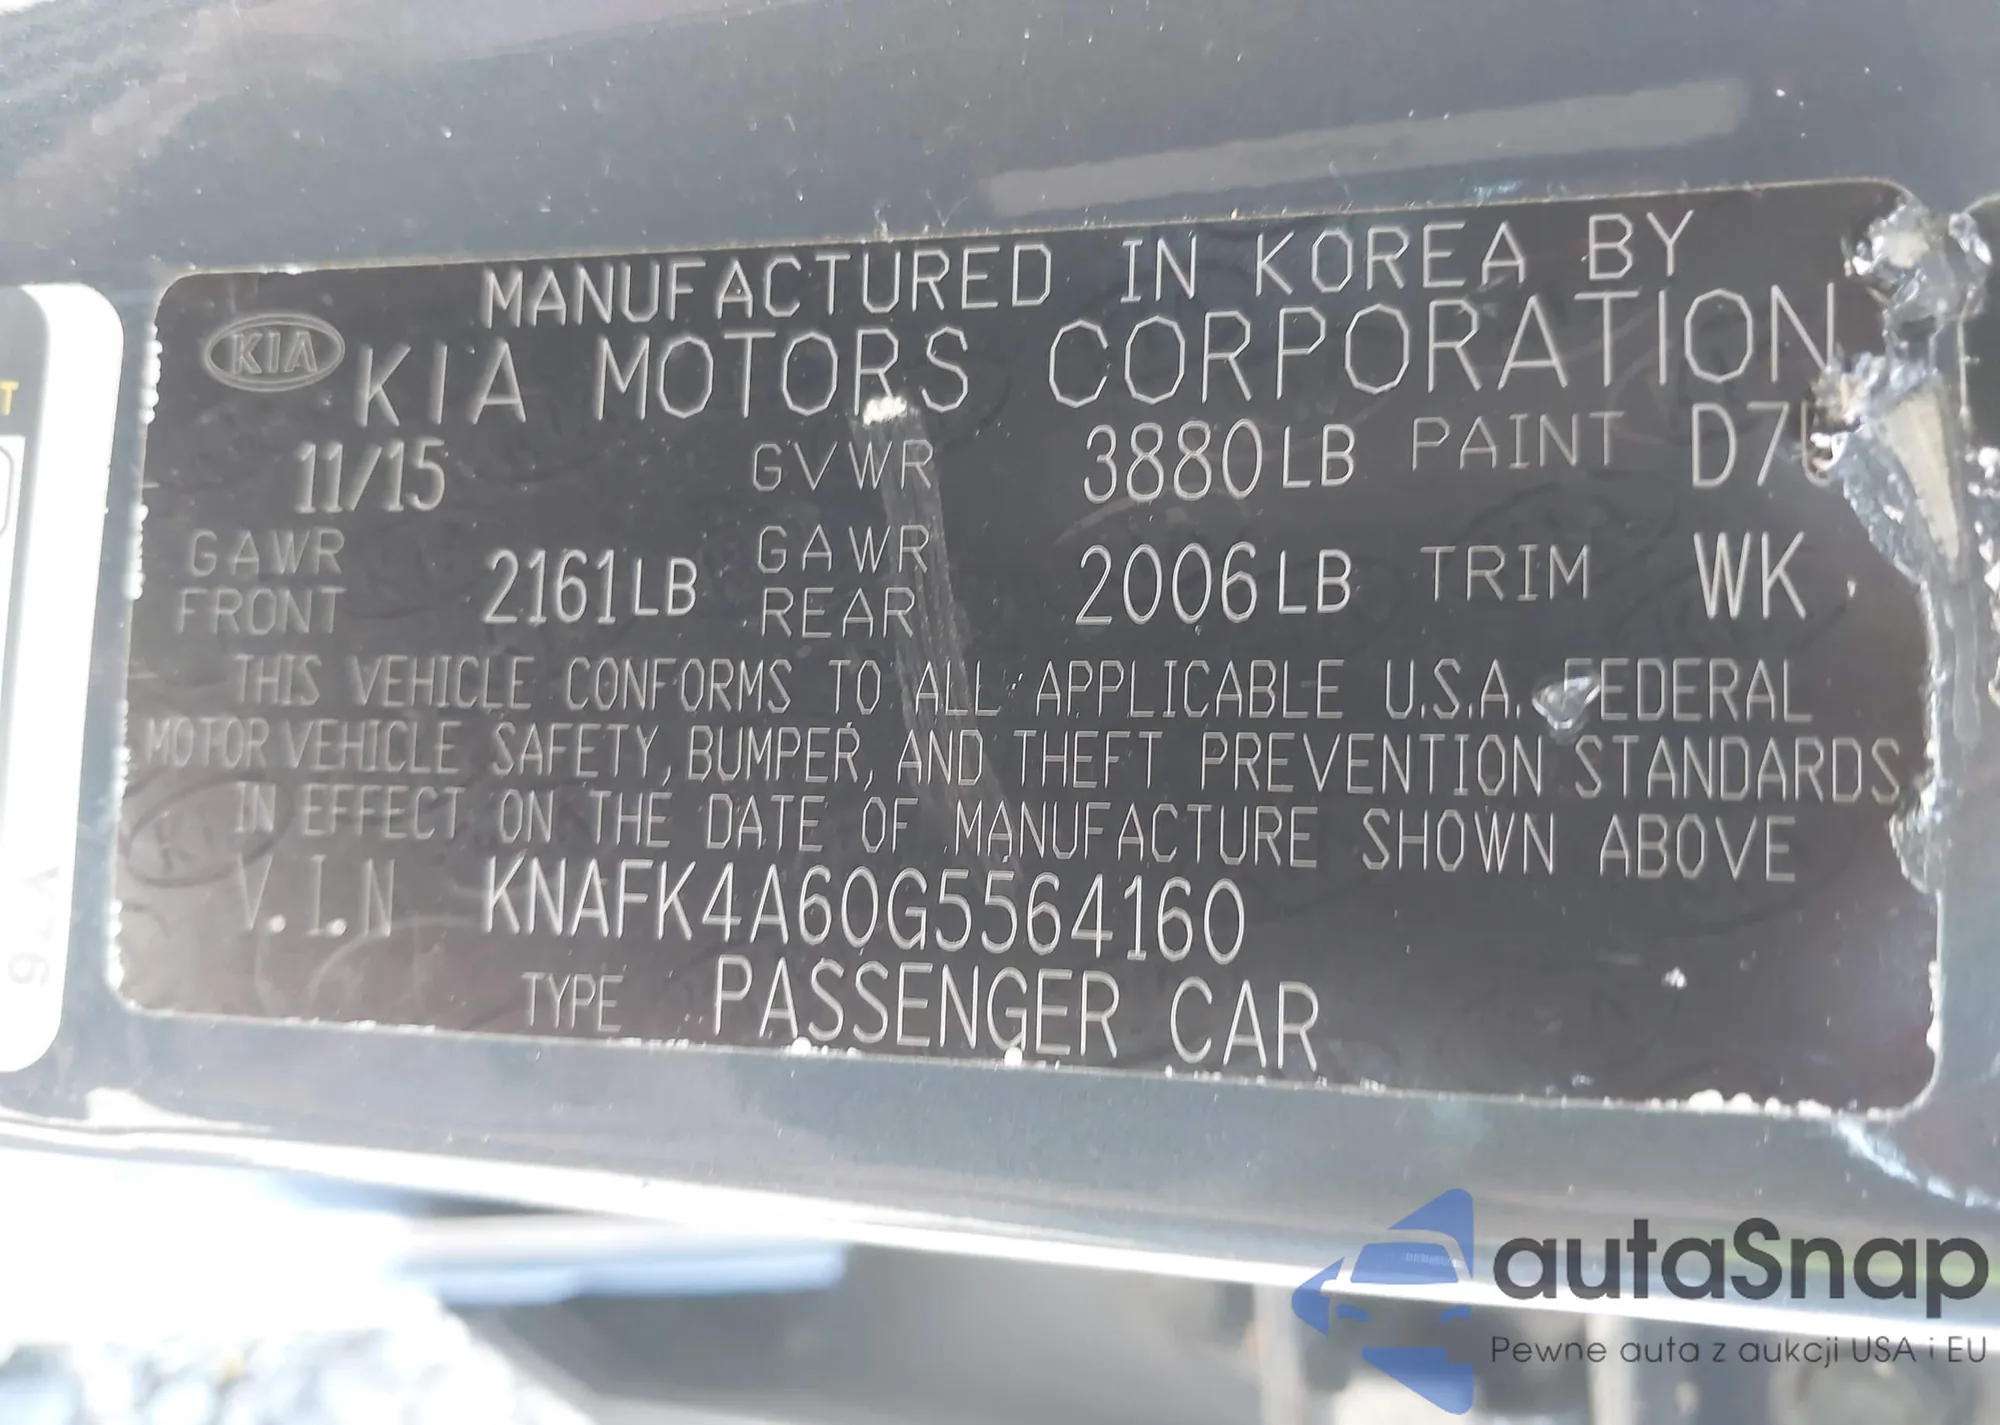 MANUFACTURED IN KOREA BY
KIA KIA MOTORS CORPORATION
11/15 GVWR 3880LB PAINT D7U
GAWR FRONT 2161LB GAWR REAR 2006LB TRIM WK
THIS VEHICLE CONFORMS TO ALL APPLICABLE U.S.A. FEDERAL
MOTOR VEHICLE SAFETY, BUMPER, AND THEFT PREVENTION STANDARDS
IN EFFECT ON THE DATE OF MANUFACTURE SHOWN ABOVE
V.I.N KNAFK4A60G5564160
TYPE PASSENGER CAR
autaSnap
Pewne auta z aukcji USA i EU